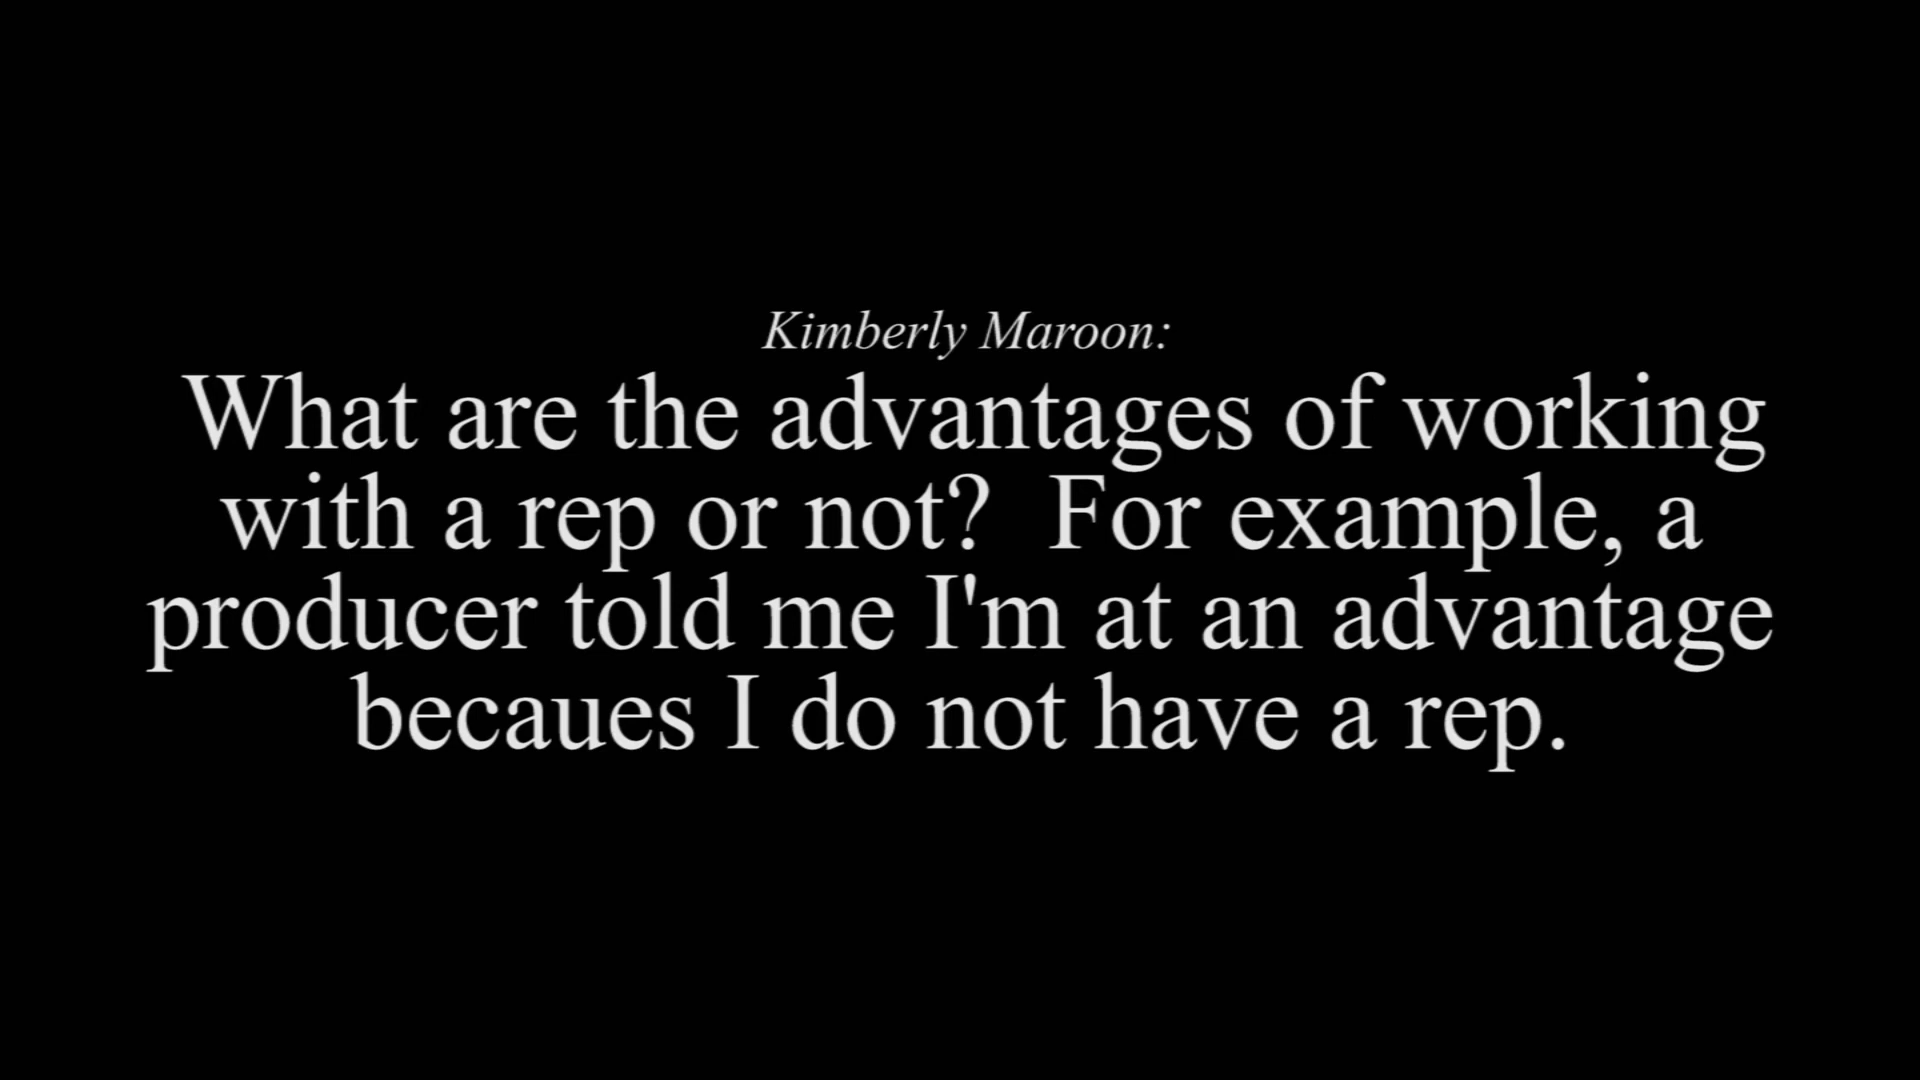 Kimberly Maroon:
What are the advantages of working
with a rep or not?  For example, a
producer told me I'm at an advantage
becaues I do not have a rep.